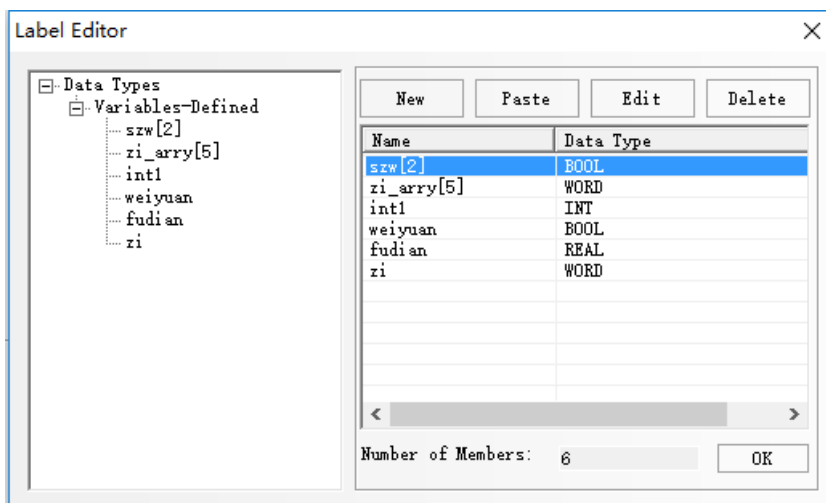 Label Editor
Data Types
Variables-Defined
szw[2]
zi_arry[5]
int1
weiyuan
fudian
zi
New Paste Edit Delete
Name Data Type
szw[2] BOOL
zi_arry[5] WORD
int1 INT
weiyuan BOOL
fudian REAL
zi WORD
Number of Members: 6 OK